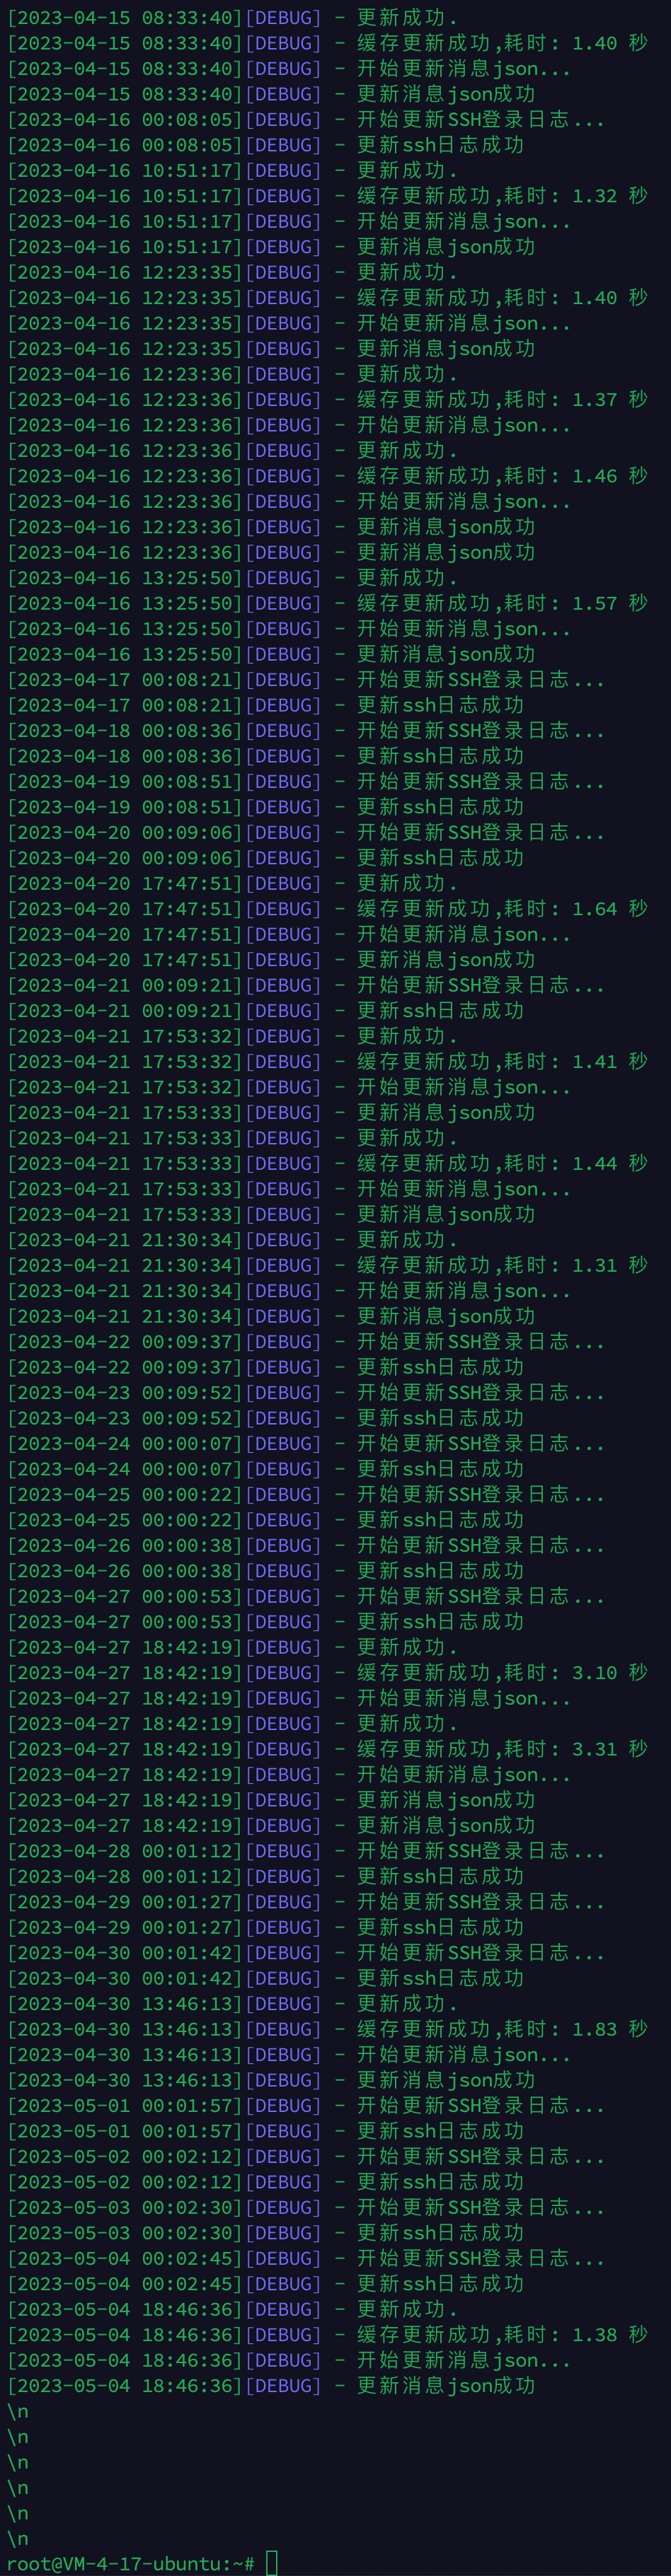 [2023-04-15 08:33:40][DEBUG] - 更新成功.
[2023-04-15 08:33:40][DEBUG] - 缓存更新成功,耗时: 1.40 秒
[2023-04-15 08:33:40][DEBUG] - 开始更新消息json...
[2023-04-15 08:33:40][DEBUG] - 更新消息json成功
[2023-04-16 00:08:05][DEBUG] - 开始更新SSH登录日志...
[2023-04-16 00:08:05][DEBUG] - 更新ssh日志成功
[2023-04-16 10:51:17][DEBUG] - 更新成功.
[2023-04-16 10:51:17][DEBUG] - 缓存更新成功,耗时: 1.32 秒
[2023-04-16 10:51:17][DEBUG] - 开始更新消息json...
[2023-04-16 10:51:17][DEBUG] - 更新消息json成功
[2023-04-16 12:23:35][DEBUG] - 更新成功.
[2023-04-16 12:23:35][DEBUG] - 缓存更新成功,耗时: 1.40 秒
[2023-04-16 12:23:35][DEBUG] - 开始更新消息json...
[2023-04-16 12:23:35][DEBUG] - 更新消息json成功
[2023-04-16 12:23:36][DEBUG] - 更新成功.
[2023-04-16 12:23:36][DEBUG] - 缓存更新成功,耗时: 1.37 秒
[2023-04-16 12:23:36][DEBUG] - 开始更新消息json...
[2023-04-16 12:23:36][DEBUG] - 更新成功.
[2023-04-16 12:23:36][DEBUG] - 缓存更新成功,耗时: 1.46 秒
[2023-04-16 12:23:36][DEBUG] - 开始更新消息json...
[2023-04-16 12:23:36][DEBUG] - 更新消息json成功
[2023-04-16 12:23:36][DEBUG] - 更新消息json成功
[2023-04-16 13:25:50][DEBUG] - 更新成功.
[2023-04-16 13:25:50][DEBUG] - 缓存更新成功,耗时: 1.57 秒
[2023-04-16 13:25:50][DEBUG] - 开始更新消息json...
[2023-04-16 13:25:50][DEBUG] - 更新消息json成功
[2023-04-17 00:08:21][DEBUG] - 开始更新SSH登录日志...
[2023-04-17 00:08:21][DEBUG] - 更新ssh日志成功
[2023-04-18 00:08:36][DEBUG] - 开始更新SSH登录日志...
[2023-04-18 00:08:36][DEBUG] - 更新ssh日志成功
[2023-04-19 00:08:51][DEBUG] - 开始更新SSH登录日志...
[2023-04-19 00:08:51][DEBUG] - 更新ssh日志成功
[2023-04-20 00:09:06][DEBUG] - 开始更新SSH登录日志...
[2023-04-20 00:09:06][DEBUG] - 更新ssh日志成功
[2023-04-20 17:47:51][DEBUG] - 更新成功.
[2023-04-20 17:47:51][DEBUG] - 缓存更新成功,耗时: 1.64 秒
[2023-04-20 17:47:51][DEBUG] - 开始更新消息json...
[2023-04-20 17:47:51][DEBUG] - 更新消息json成功
[2023-04-21 00:09:21][DEBUG] - 开始更新SSH登录日志...
[2023-04-21 00:09:21][DEBUG] - 更新ssh日志成功
[2023-04-21 17:53:32][DEBUG] - 更新成功.
[2023-04-21 17:53:32][DEBUG] - 缓存更新成功,耗时: 1.41 秒
[2023-04-21 17:53:32][DEBUG] - 开始更新消息json...
[2023-04-21 17:53:33][DEBUG] - 更新消息json成功
[2023-04-21 17:53:33][DEBUG] - 更新成功.
[2023-04-21 17:53:33][DEBUG] - 缓存更新成功,耗时: 1.44 秒
[2023-04-21 17:53:33][DEBUG] - 开始更新消息json...
[2023-04-21 17:53:33][DEBUG] - 更新消息json成功
[2023-04-21 21:30:34][DEBUG] - 更新成功.
[2023-04-21 21:30:34][DEBUG] - 缓存更新成功,耗时: 1.31 秒
[2023-04-21 21:30:34][DEBUG] - 开始更新消息json...
[2023-04-21 21:30:34][DEBUG] - 更新消息json成功
[2023-04-22 00:09:37][DEBUG] - 开始更新SSH登录日志...
[2023-04-22 00:09:37][DEBUG] - 更新ssh日志成功
[2023-04-23 00:09:52][DEBUG] - 开始更新SSH登录日志...
[2023-04-23 00:09:52][DEBUG] - 更新ssh日志成功
[2023-04-24 00:00:07][DEBUG] - 开始更新SSH登录日志...
[2023-04-24 00:00:07][DEBUG] - 更新ssh日志成功
[2023-04-25 00:00:22][DEBUG] - 开始更新SSH登录日志...
[2023-04-25 00:00:22][DEBUG] - 更新ssh日志成功
[2023-04-26 00:00:38][DEBUG] - 开始更新SSH登录日志...
[2023-04-26 00:00:38][DEBUG] - 更新ssh日志成功
[2023-04-27 00:00:53][DEBUG] - 开始更新SSH登录日志...
[2023-04-27 00:00:53][DEBUG] - 更新ssh日志成功
[2023-04-27 18:42:19][DEBUG] - 更新成功.
[2023-04-27 18:42:19][DEBUG] - 缓存更新成功,耗时: 3.10 秒
[2023-04-27 18:42:19][DEBUG] - 开始更新消息json...
[2023-04-27 18:42:19][DEBUG] - 更新成功.
[2023-04-27 18:42:19][DEBUG] - 缓存更新成功,耗时: 3.31 秒
[2023-04-27 18:42:19][DEBUG] - 开始更新消息json...
[2023-04-27 18:42:19][DEBUG] - 更新消息json成功
[2023-04-27 18:42:19][DEBUG] - 更新消息json成功
[2023-04-28 00:01:12][DEBUG] - 开始更新SSH登录日志...
[2023-04-28 00:01:12][DEBUG] - 更新ssh日志成功
[2023-04-29 00:01:27][DEBUG] - 开始更新SSH登录日志...
[2023-04-29 00:01:27][DEBUG] - 更新ssh日志成功
[2023-04-30 00:01:42][DEBUG] - 开始更新SSH登录日志...
[2023-04-30 00:01:42][DEBUG] - 更新ssh日志成功
[2023-04-30 13:46:13][DEBUG] - 更新成功.
[2023-04-30 13:46:13][DEBUG] - 缓存更新成功,耗时: 1.83 秒
[2023-04-30 13:46:13][DEBUG] - 开始更新消息json...
[2023-04-30 13:46:13][DEBUG] - 更新消息json成功
[2023-05-01 00:01:57][DEBUG] - 开始更新SSH登录日志...
[2023-05-01 00:01:57][DEBUG] - 更新ssh日志成功
[2023-05-02 00:02:12][DEBUG] - 开始更新SSH登录日志...
[2023-05-02 00:02:12][DEBUG] - 更新ssh日志成功
[2023-05-03 00:02:30][DEBUG] - 开始更新SSH登录日志...
[2023-05-03 00:02:30][DEBUG] - 更新ssh日志成功
[2023-05-04 00:02:45][DEBUG] - 开始更新SSH登录日志...
[2023-05-04 00:02:45][DEBUG] - 更新ssh日志成功
[2023-05-04 18:46:36][DEBUG] - 更新成功.
[2023-05-04 18:46:36][DEBUG] - 缓存更新成功,耗时: 1.38 秒
[2023-05-04 18:46:36][DEBUG] - 开始更新消息json...
[2023-05-04 18:46:36][DEBUG] - 更新消息json成功
\n
\n
\n
\n
\n
\n
root@VM-4-17-ubuntu:~#